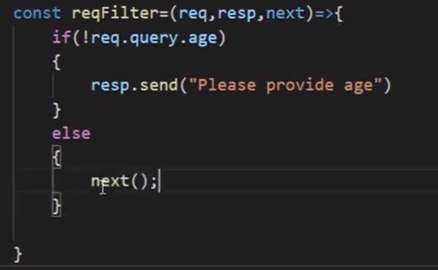 const reqFilter=(req,resp,next)=>{
if(!req.query.age)
{
resp.send("Please provide age")
}
else
{
next();
}
}